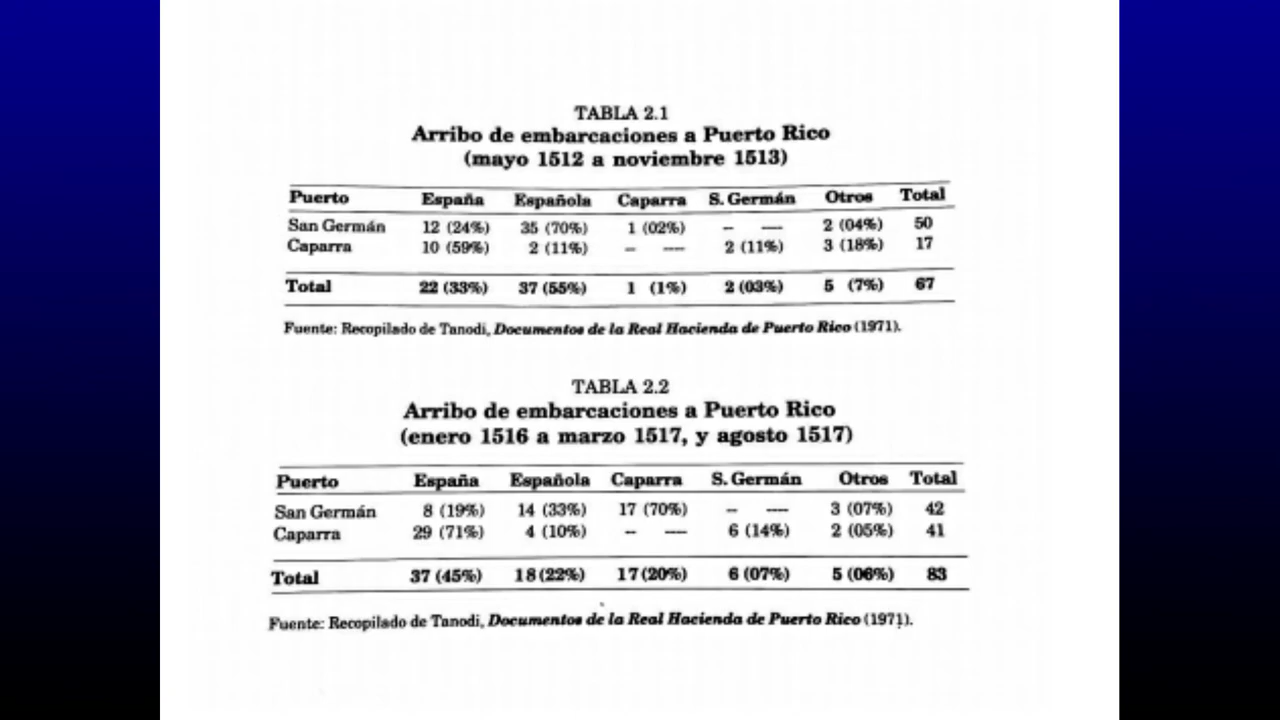 TABLA 2.1
Arribo de embarcaciones a Puerto Rico
(mayo 1512 a noviembre 1513)
Puerto España Española Caparra S. Germán Otros Total
San Germán 12 (24%) 35 (70%) 1 (02%) – — 2 (04%) 50
Caparra 10 (59%) 2 (11%) – — 2 (11%) 3 (18%) 17
Total 22 (33%) 37 (55%) 1 (1%) 2 (03%) 5 (7%) 67
Fuente: Recopilado de Tanodi, Documentos de la Real Hacienda de Puerto Rico (1971).
TABLA 2.2
Arribo de embarcaciones a Puerto Rico
(enero 1516 a marzo 1517, y agosto 1517)
Puerto España Española Caparra S. Germán Otros Total
San Germán 8 (19%) 14 (33%) 17 (70%) – — 3 (07%) 42
Caparra 29 (71%) 4 (10%) – — 6 (14%) 2 (05%) 41
Total 37 (45%) 18 (22%) 17 (20%) 6 (07%) 5 (06%) 83
Fuente: Recopilado de Tanodi, Documentos de la Real Hacienda de Puerto Rico (1971).